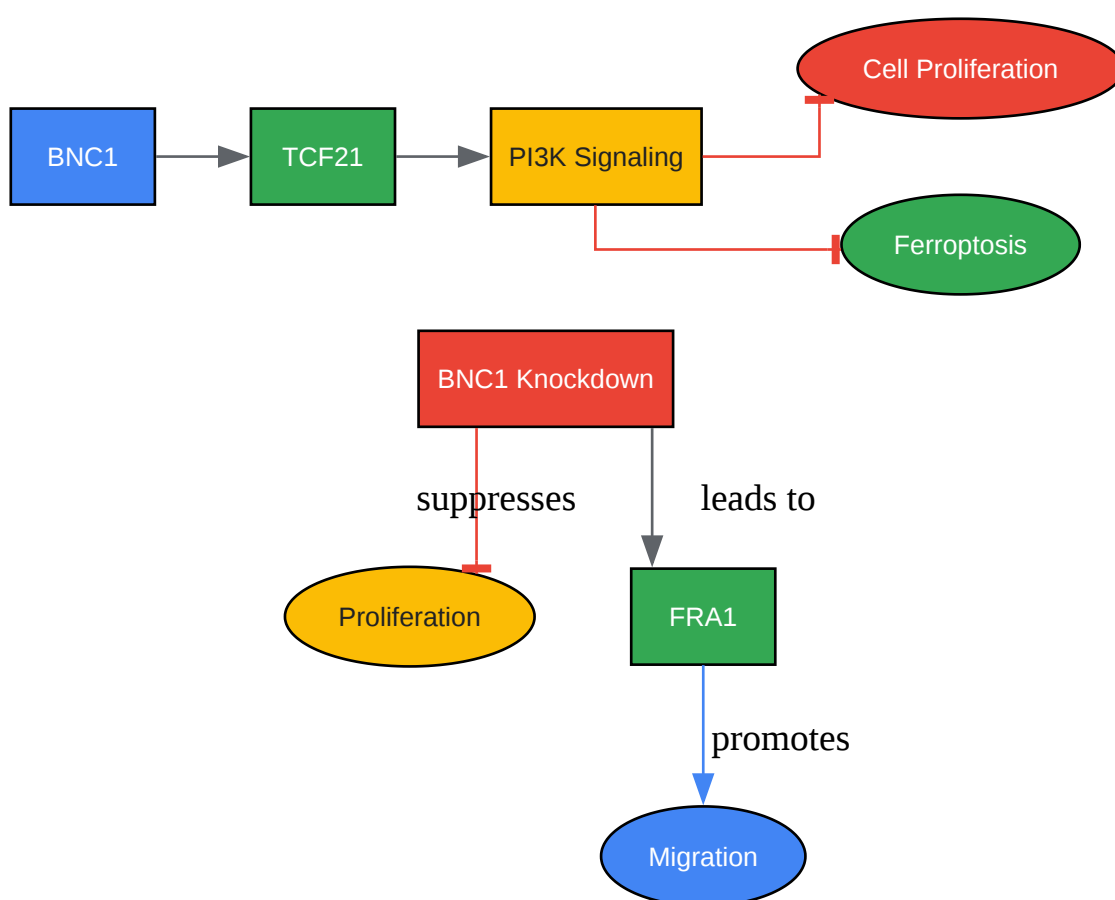 Cell Proliferation
BNC1
TCF21
PI3K Signaling
Ferroptosis
BNC1 Knockdown
suppresses
leads to
Proliferation
FRA1
promotes
Migration